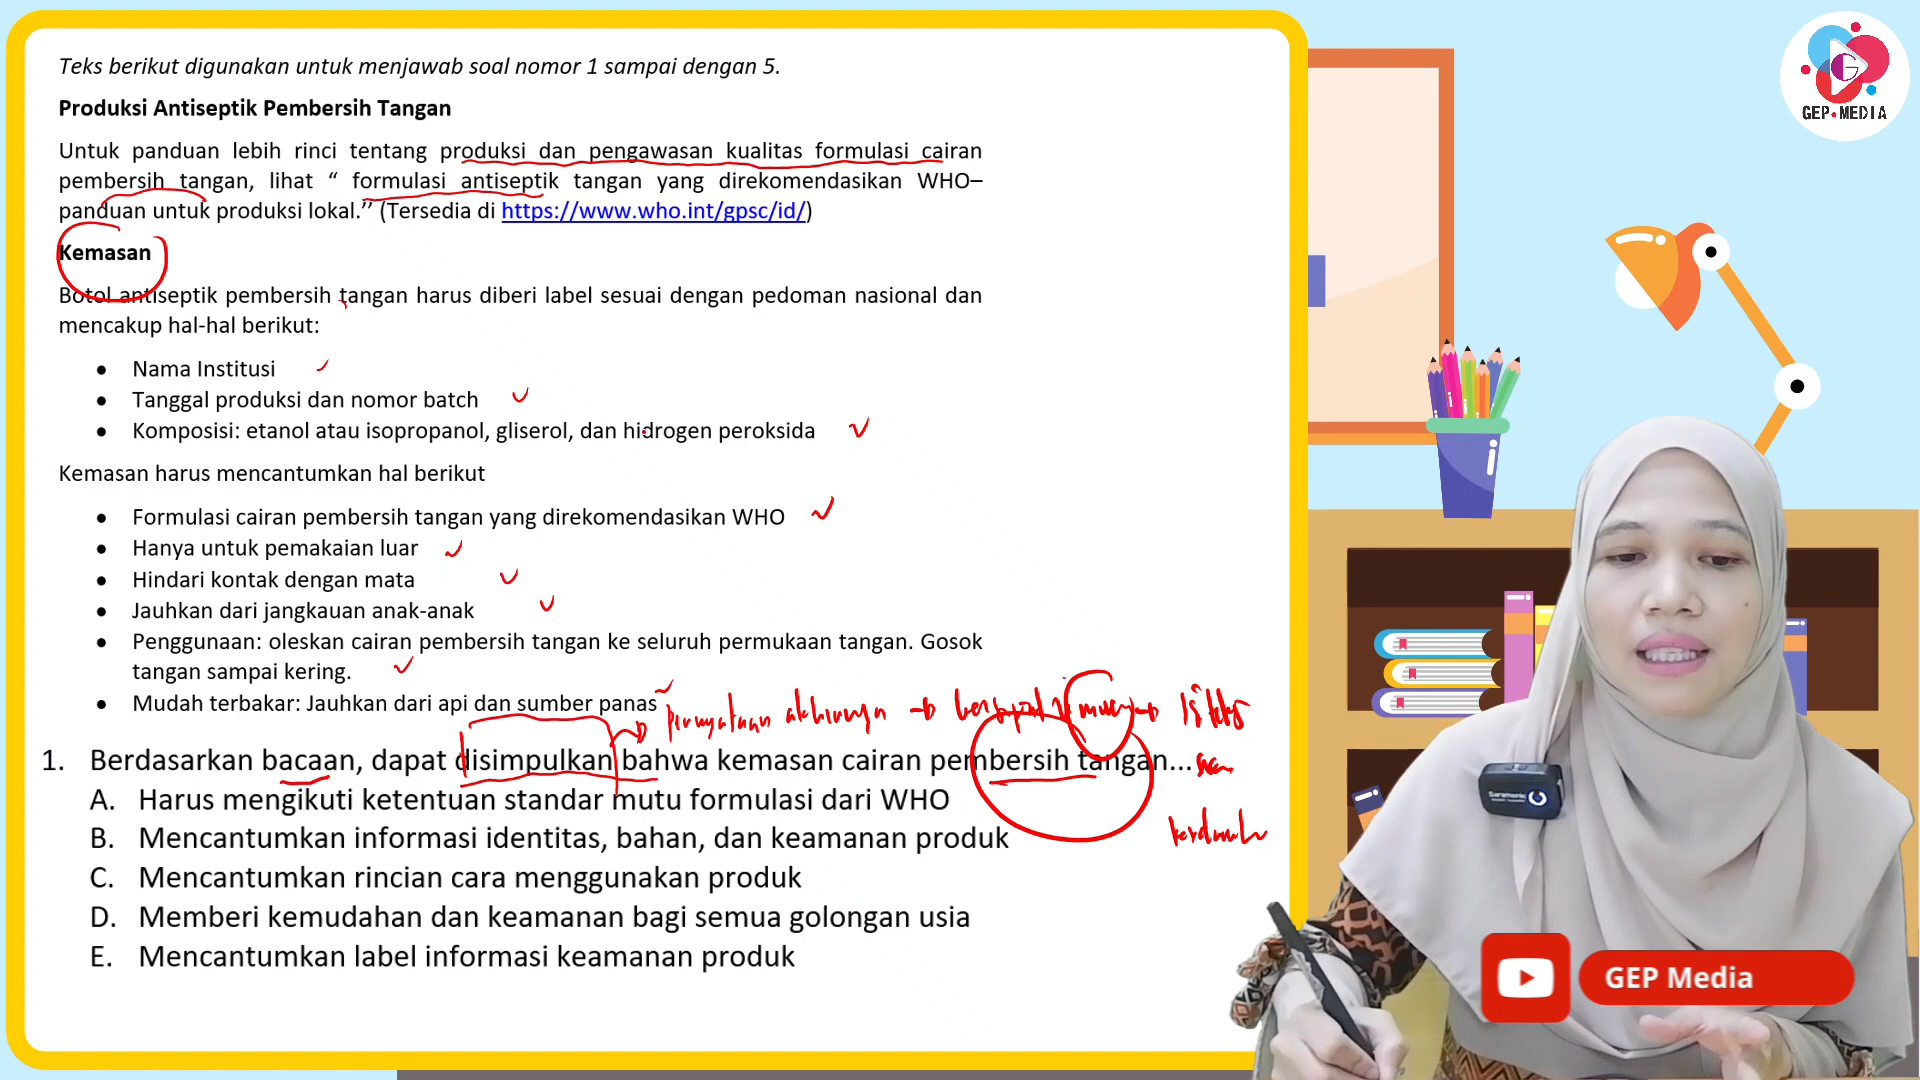 Teks berikut digunakan untuk menjawab soal nomor 1 sampai dengan 5.
Produksi Antiseptik Pembersih Tangan
Untuk panduan lebih rinci tentang produksi dan pengawasan kualitas formulasi cairan
pembersih tangan, lihat “ formulasi antiseptik tangan yang direkomendasikan WHO–
panduan untuk produksi lokal.’’ (Tersedia di https://www.who.int/gpsc/id/)
Kemasan
Botol antiseptik pembersih tangan harus diberi label sesuai dengan pedoman nasional dan
mencakup hal-hal berikut:
• Nama Institusi
• Tanggal produksi dan nomor batch
• Komposisi: etanol atau isopropanol, gliserol, dan hidrogen peroksida
Kemasan harus mencantumkan hal berikut
• Formulasi cairan pembersih tangan yang direkomendasikan WHO
• Hanya untuk pemakaian luar
• Hindari kontak dengan mata
• Jauhkan dari jangkauan anak-anak
• Penggunaan: oleskan cairan pembersih tangan ke seluruh permukaan tangan. Gosok
tangan sampai kering.
• Mudah terbakar: Jauhkan dari api dan sumber panas
1. Berdasarkan bacaan, dapat disimpulkan bahwa kemasan cairan pembersih tangan...
A. Harus mengikuti ketentuan standar mutu formulasi dari WHO
B. Mencantumkan informasi identitas, bahan, dan keamanan produk
C. Mencantumkan rincian cara menggunakan produk
D. Memberi kemudahan dan keamanan bagi semua golongan usia
E. Mencantumkan label informasi keamanan produk
GEP MEDIA
Saramonic
GEP Media